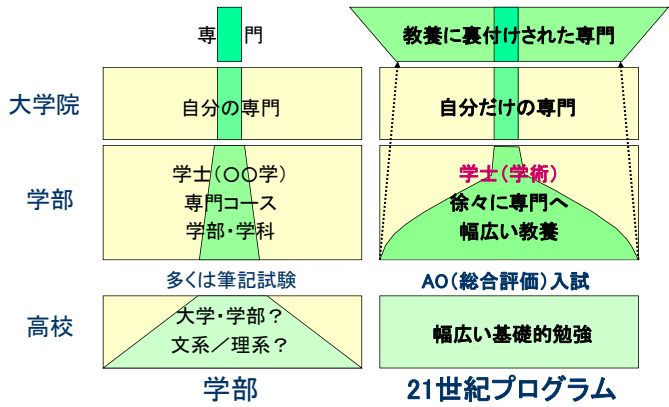 専 門
教養に裏付けされた専門
大学院
自分の専門
自分だけの専門
学部
学士(〇〇学)
専門コース
学部・学科
学士(学術)
徐々に専門へ
幅広い教養
多くは筆記試験
AO(総合評価)入試
高校
大学・学部?
文系/理系?
幅広い基礎的勉強
学部
21世紀プログラム